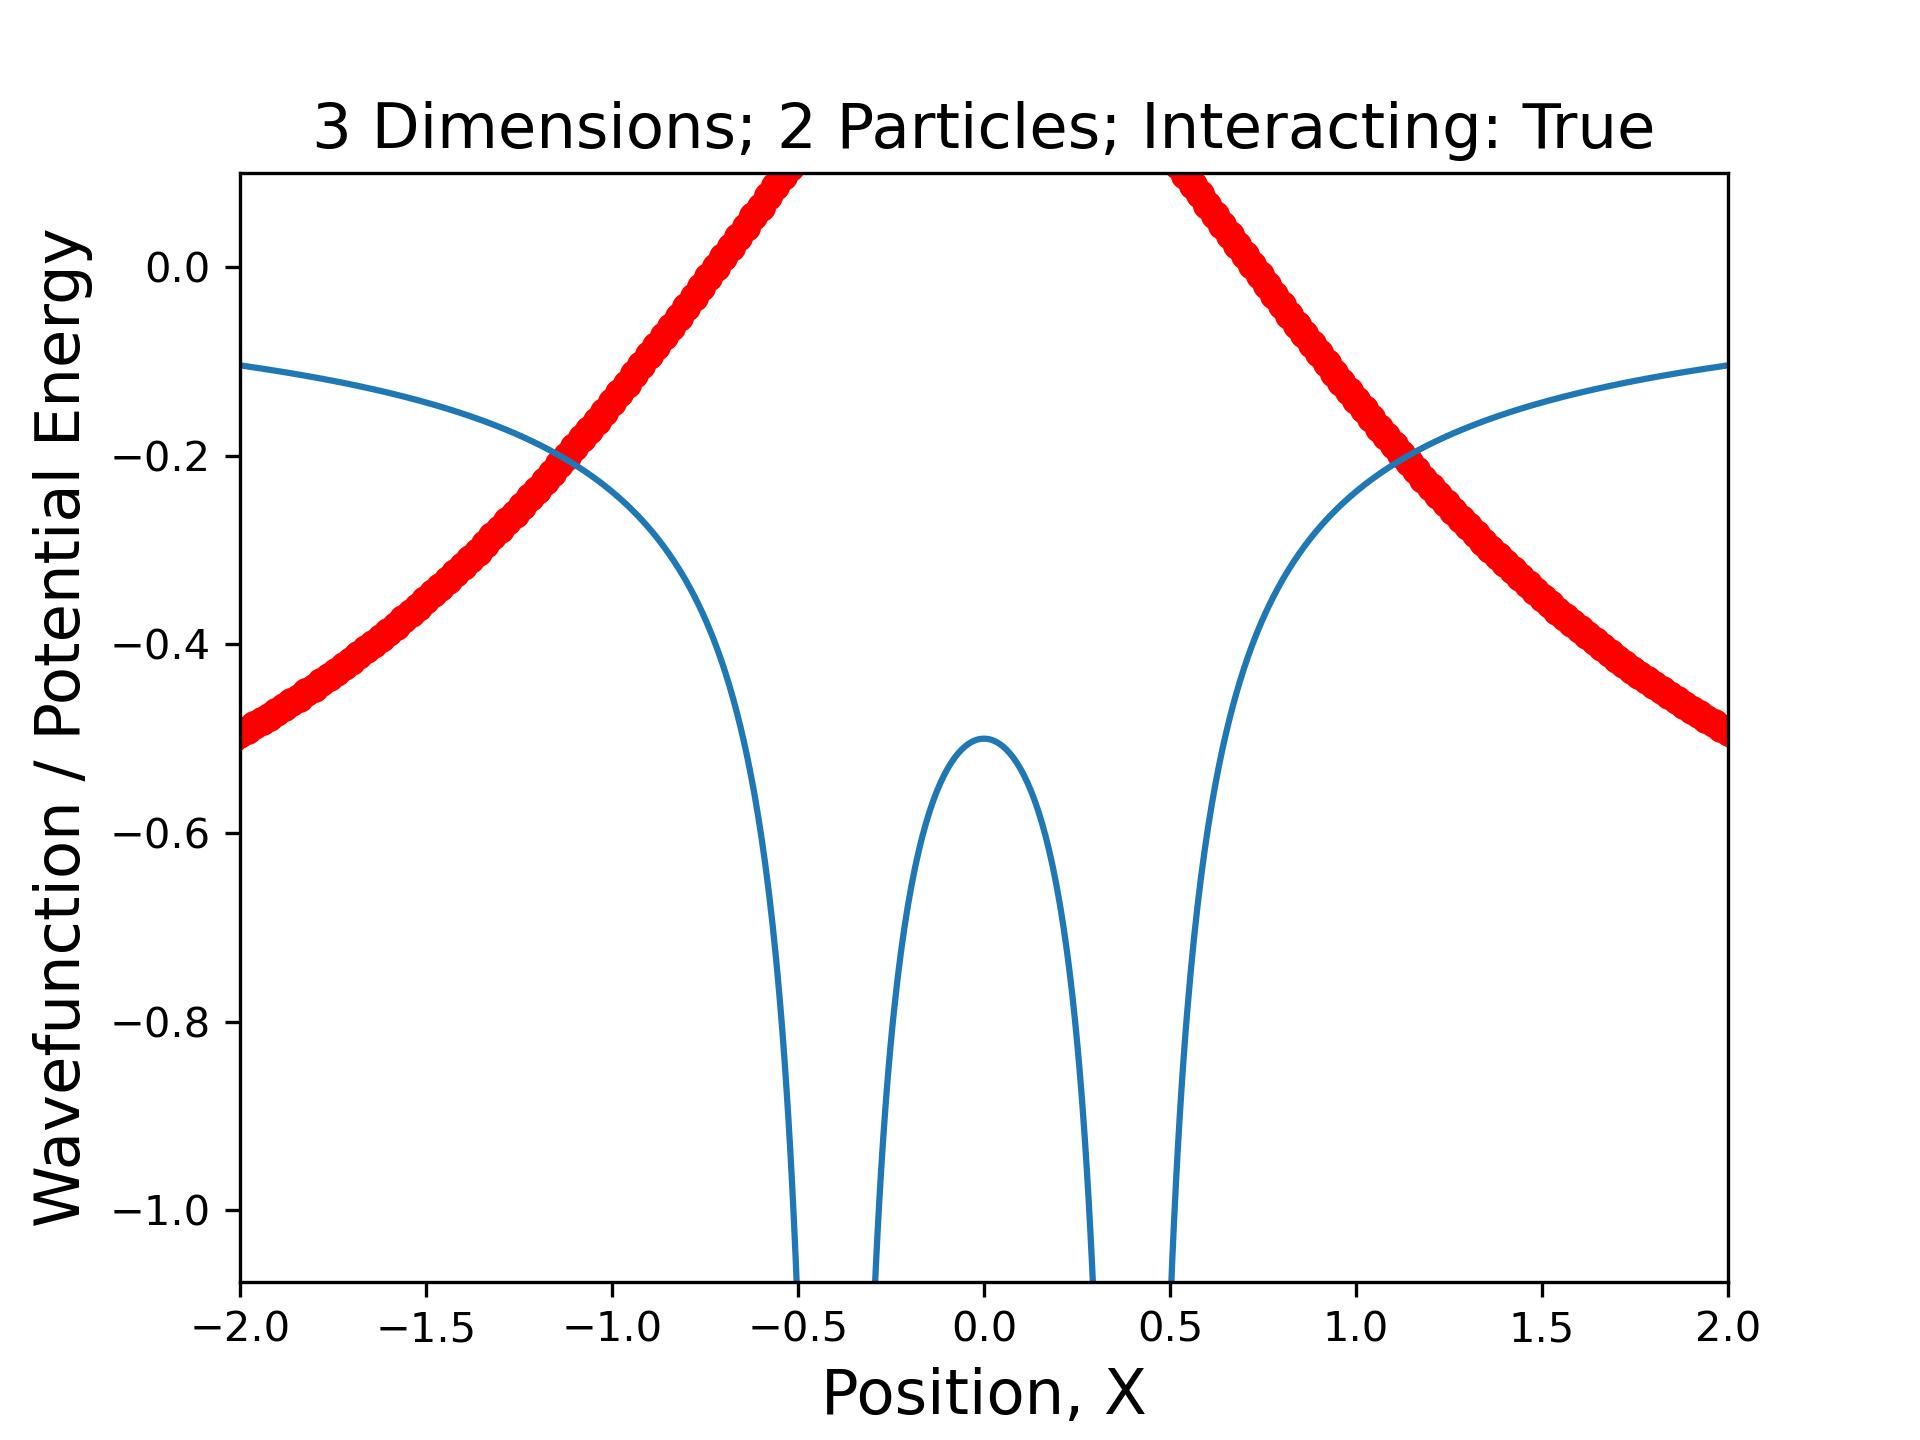 3 Dimensions; 2 Particles; Interacting: True
Wavefunction / Potential Energy
0.0
−0.2
−0.4
−0.6
−0.8
−1.0
−2.0 −1.5 −1.0 −0.5 0.0 0.5 1.0 1.5 2.0
Position, X